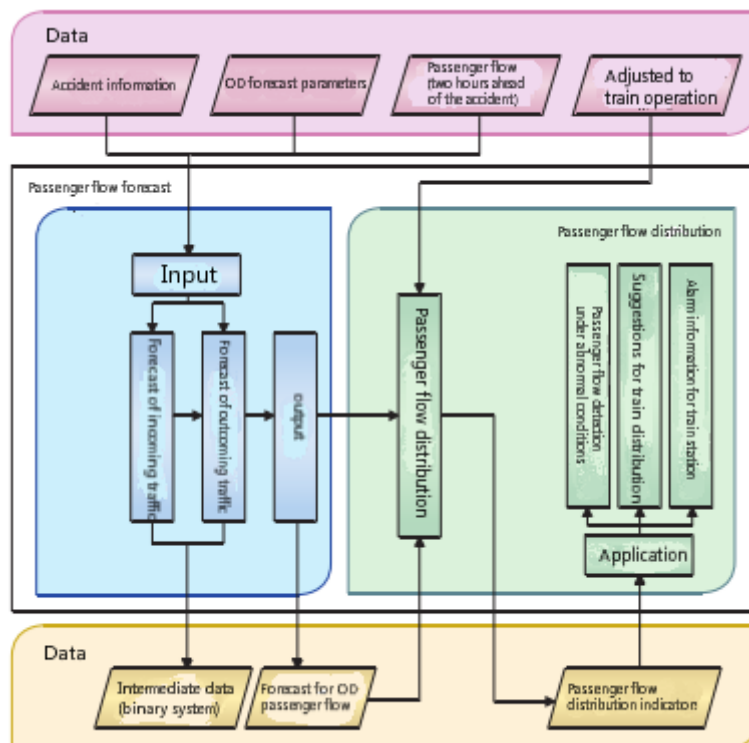 Data
Accident information
OD forecast parameters
Passenger flow
(two hours ahead
of the accident)
Adjusted to
train operation
Passenger flow forecast
Passenger flow distribution
Input
Forecast of incoming traffic
Forecast of outcoming traffic
output
Passenger flow distribution
Passenger flow detection
under abnormal conditions
Suggestions for train distribution
Alarm information for train station
Application
Data
Intermediate data
(binary system)
Forecast for OD
passenger flow
Passenger flow
distribution indicators